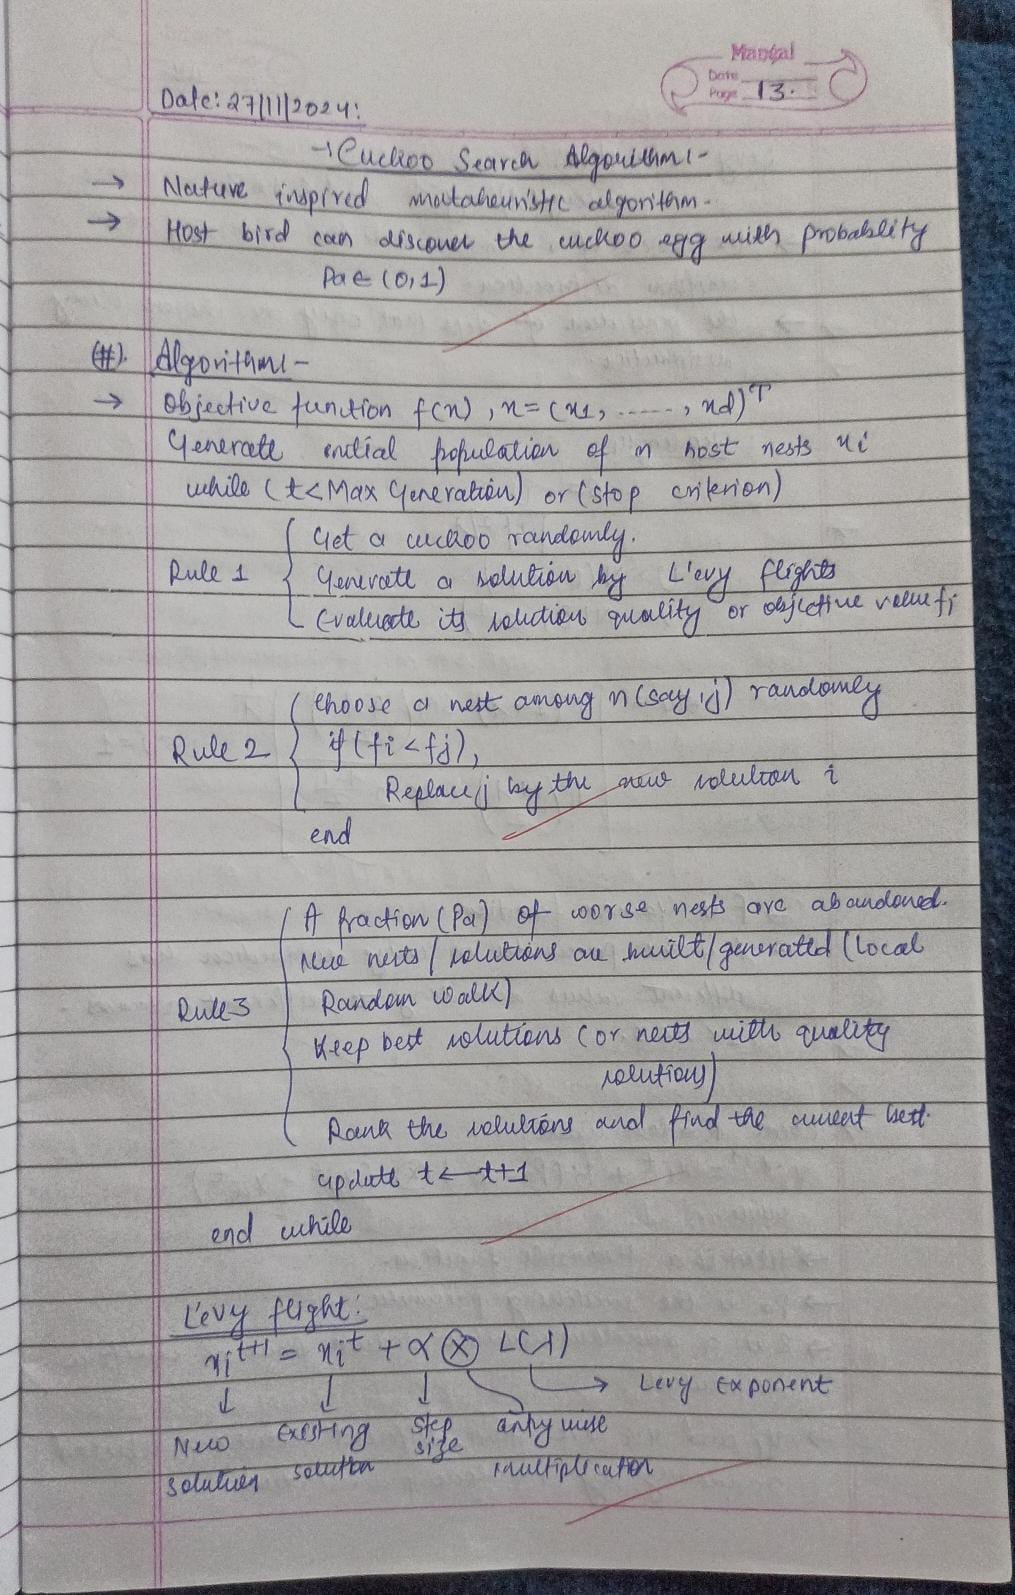 Mangal
Date
Page 13.
Date: 27/11/2024:
→ Cuckoo Search Algorithm:-
→ Nature inspired mataheuristic algorithm.
→ Host bird can discover the cuckoo egg with probablity
Pa ∈ (0,1)
(#). Algorithm:-
→ Objective function f(x), x = (x1, ....., xd)ᵀ
Generate initial population of n host nests xi
while (t<Max Generation) or (stop criterion)
Get a cuckoo randomly.
Rule 1 Generate a solution by L'evy flights
Evaluate its solution quality or objective value fi
Choose a nest among n (say j) randomly
Rule 2 if (fi < fj),
Replace j by the new solution i
end
A fraction (Pa) of worse nests are abandoned.
New nests / solutions are built/generated (local
Rule 3 Random walk)
Keep best solutions (or nests with quality
solutions)
Rank the solutions and find the current best.
update t ← t+1
end while
L'evy flight:
xiᵗ⁺¹ = xiᵗ + α ⊗ L(λ)
↓ ↓ ↓ → Levy Exponent
New Existing Step entry wise
solution solution size multiplication